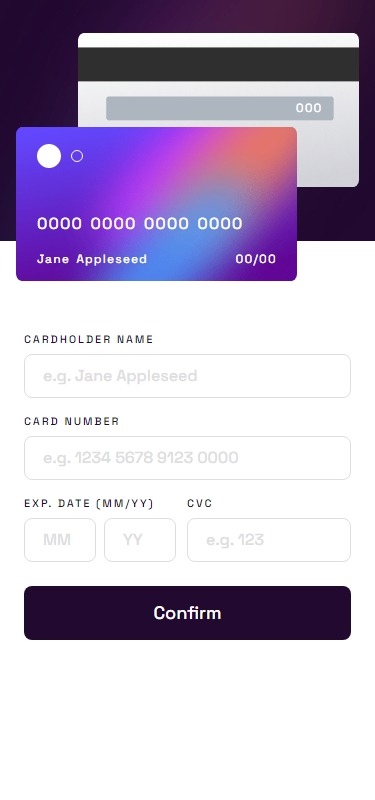 000
0000 0000 0000 0000
Jane Appleseed 00/00
CARDHOLDER NAME
e.g. Jane Appleseed
CARD NUMBER
e.g. 1234 5678 9123 0000
EXP. DATE (MM/YY) CVC
MM YY e.g. 123
Confirm